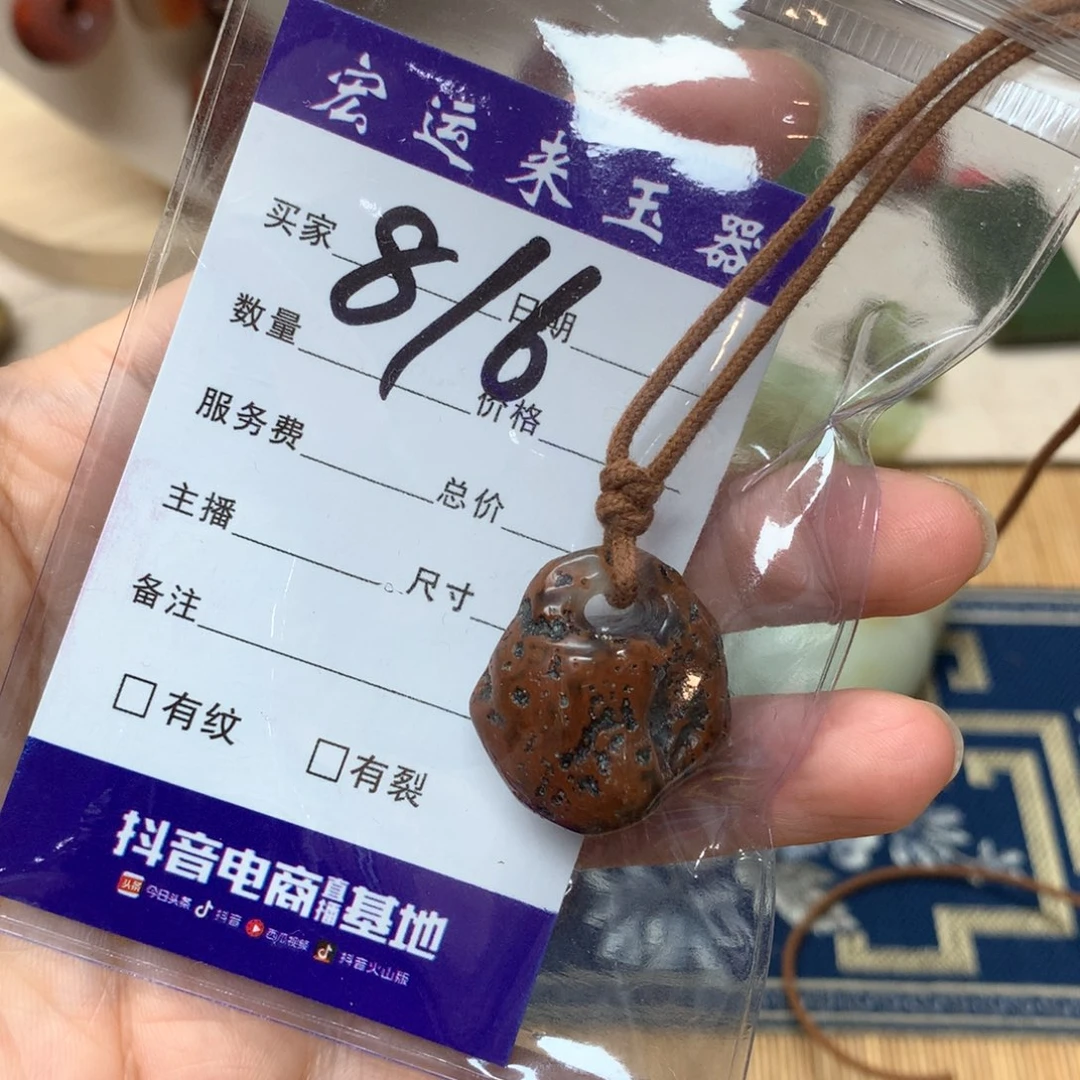 宏运来玉器
买家 日期
8/6
数量 价格
服务费 总价
主播 。尺寸
备注
□有纹 □有裂
抖音电商直播基地
头条 今日头条 抖音 西瓜视频 抖音火山版